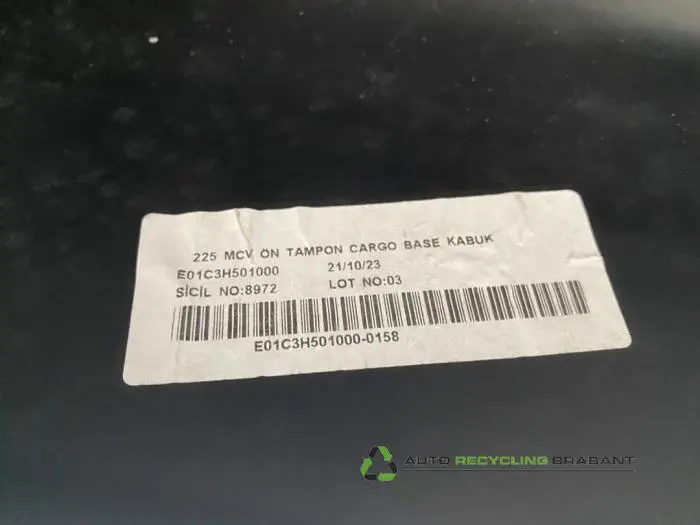 225 MCV ÖN TAMPON CARGO BASE KABUK
E01C3H501000 21/10/23
SİCİL NO:8972 LOT NO:03
E01C3H501000-0158
AUTO RECYCLING BRABANT